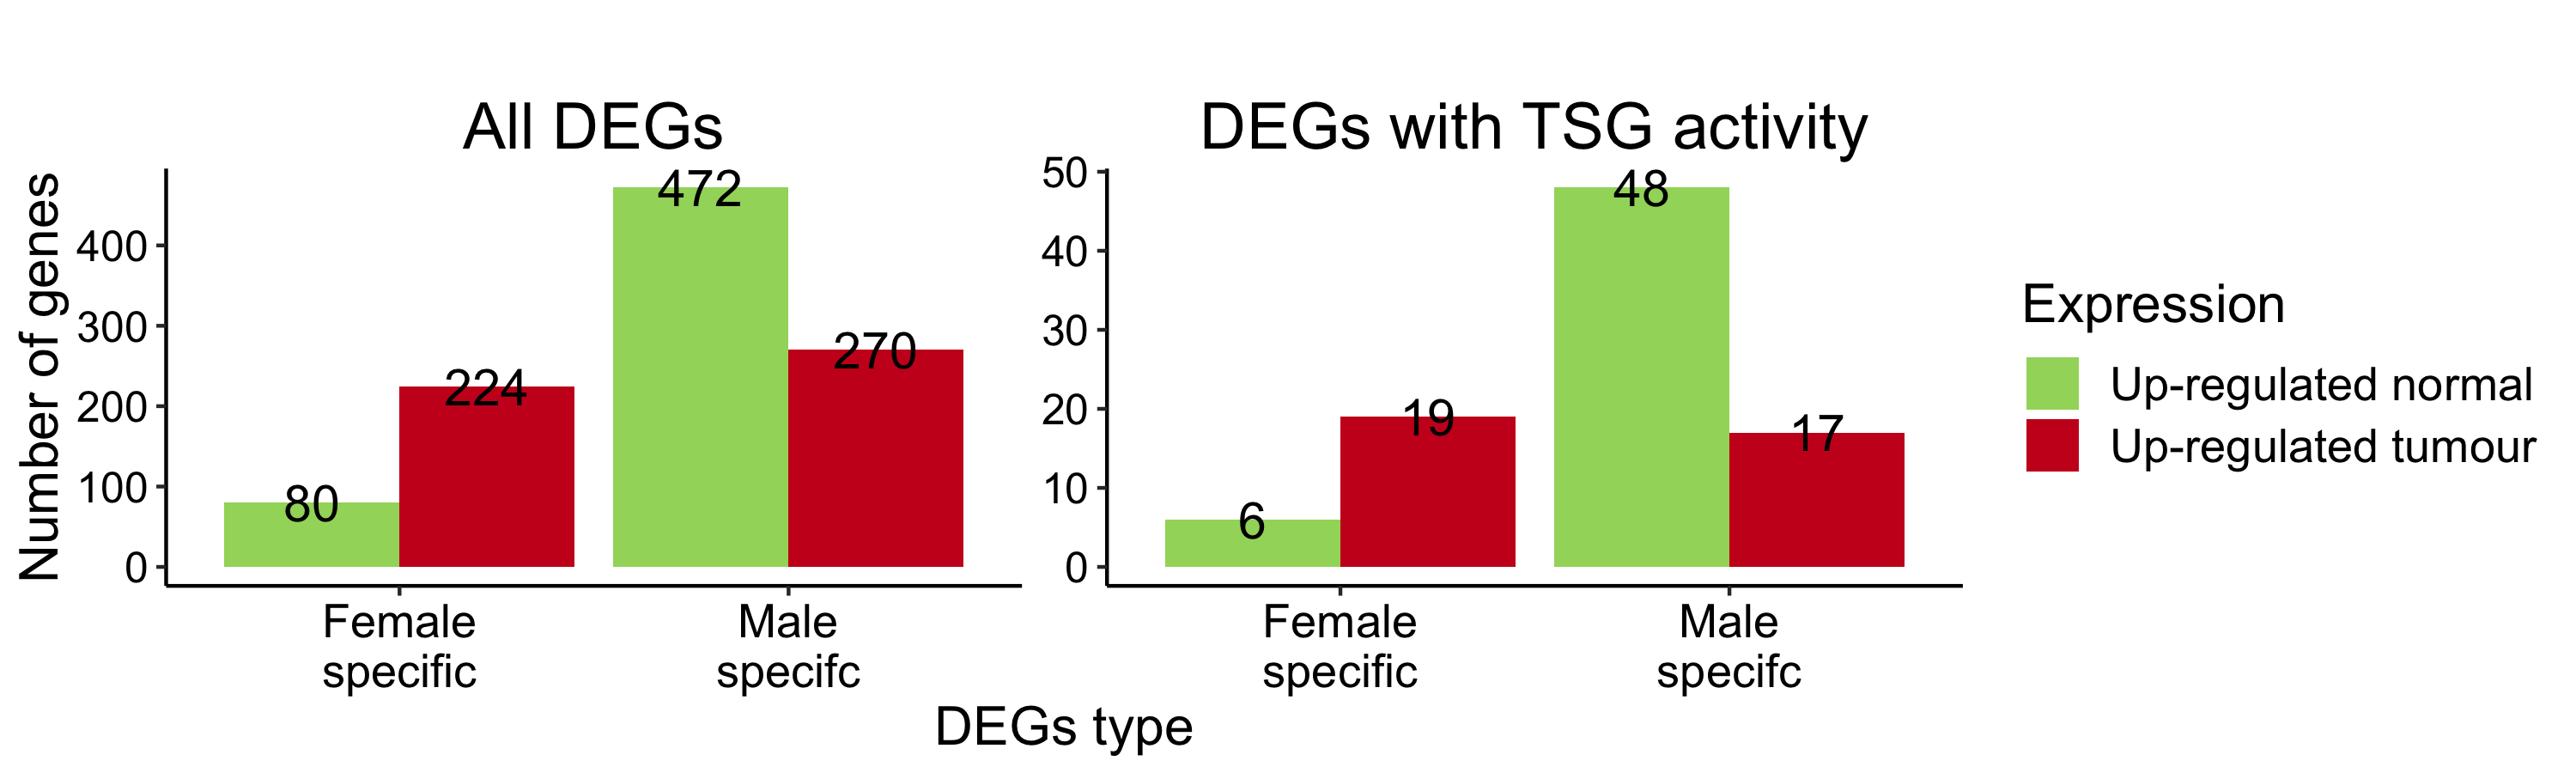 All DEGs
Number of genes
400
300
200
100
0
472
270
224
80
Female
specific
Male
specifc
DEGs with TSG activity
50
40
30
20
10
0
48
19
17
6
Female
specific
Male
specifc
DEGs type
Expression
Up-regulated normal
Up-regulated tumour